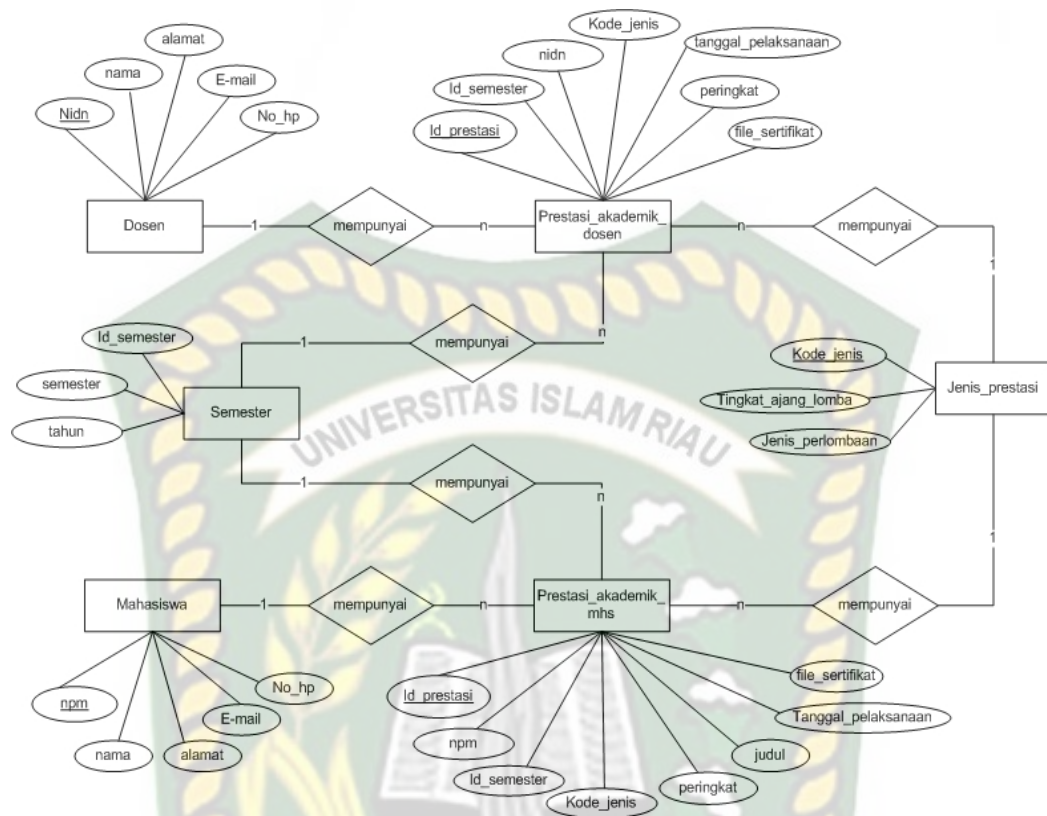 alamat
nama
E-mail
Nidn
No_hp
Dosen
1
mempunyai
n
Kode_jenis
nidn
tanggal_pelaksanaan
Id_semester
peringkat
Id_prestasi
file_sertifikat
Prestasi_akademik_
dosen
n
mempunyai
1
n
mempunyai
1
Id_semester
semester
tahun
Semester
Kode_jenis
Tingkat_ajang_lomba
Jenis_perlombaan
Jenis_prestasi
UNIVERSITAS ISLAM RIAU
1
mempunyai
n
1
Mahasiswa
1
mempunyai
n
Prestasi_akademik_
mhs
n
mempunyai
npm
nama
alamat
E-mail
No_hp
Id_prestasi
npm
Id_semester
Kode_jenis
peringkat
judul
Tanggal_pelaksanaan
file_sertifikat